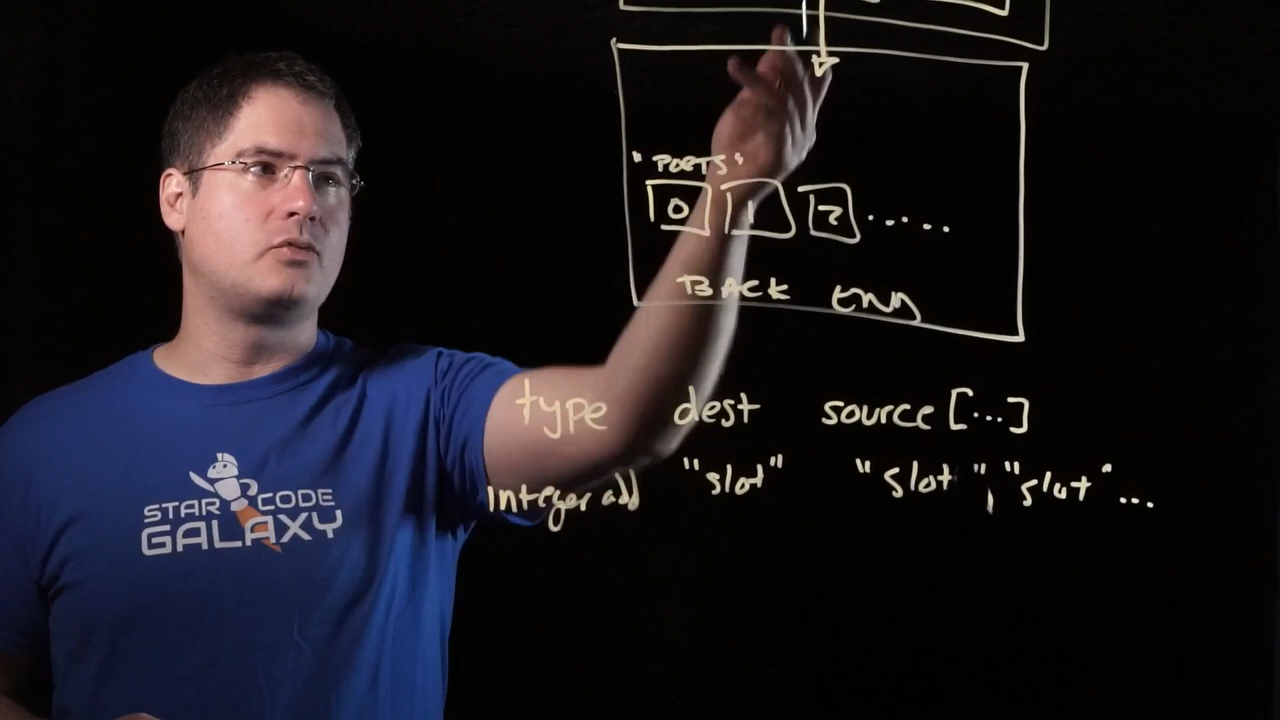 "PORTS"
0 1 2 .....
BACK END
type dest source [...]
Integer add "slot" "slot", "slot" ...
STAR CODE
GALAXY